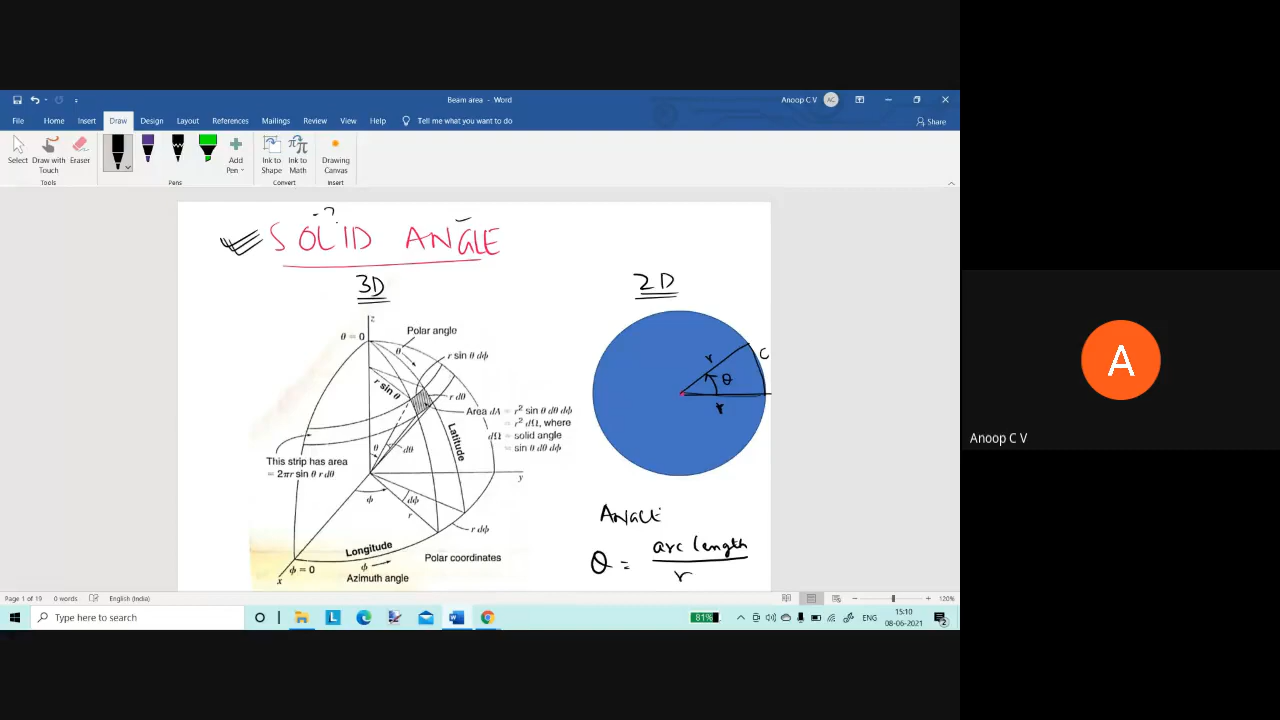 Beam area - Word
Anoop C V
AC
File Home Insert Draw Design Layout References Mailings Review View Help Tell me what you want to do
Share
Select
Draw with Touch
Eraser
Add Pen
Ink to Shape
Ink to Math
Drawing Canvas
Tools
Pens
Convert
Insert
SOLID ANGLE
3D
2D
z
θ = 0
Polar angle
θ
r sin θ dϕ
r sin θ
r dθ
Area dA = r² sin θ dθ dϕ
= r² dΩ, where
dΩ = solid angle
= sin θ dθ dϕ
Latitude
θ
dθ
This strip has area
= 2πr sin θ r dθ
y
ϕ
dϕ
r
r dϕ
Longitude
ϕ
Polar coordinates
ϕ = 0
x
Azimuth angle
r
θ
r
C
ANGLE
θ = arc length
r
Page 1 of 19 0 words English (India)
120%
Type here to search
L
81%
ENG
15:10
08-06-2021
2
A
Anoop C V